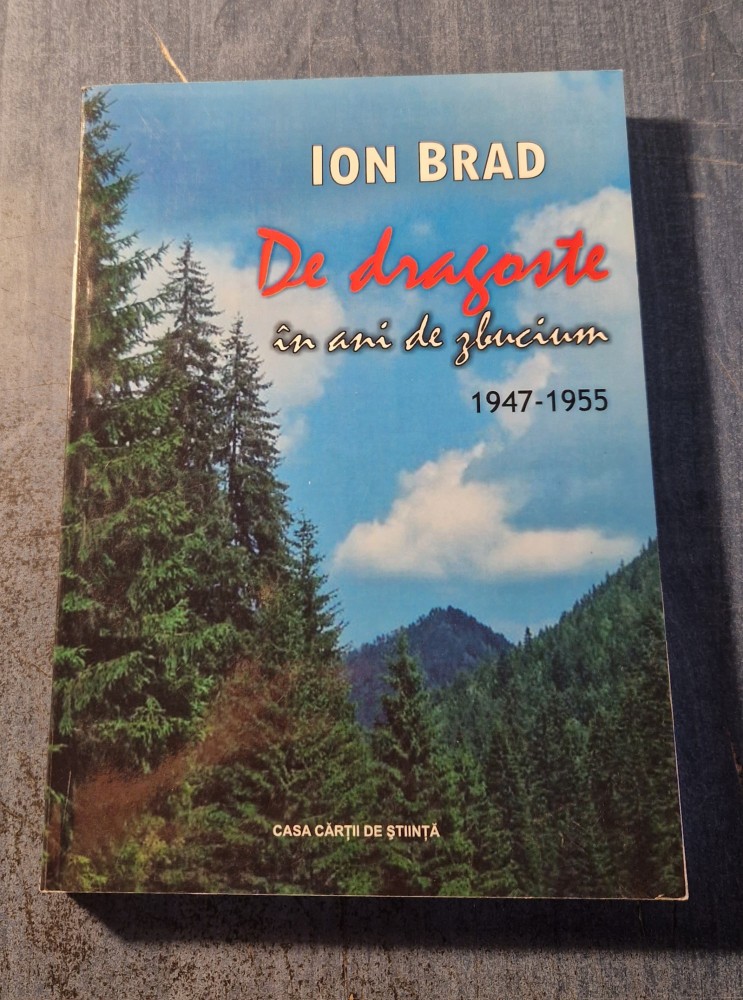 ION BRAD
De dragoste
în ani de zbucium
1947-1955
CASA CĂRȚII DE ȘTIINȚĂ